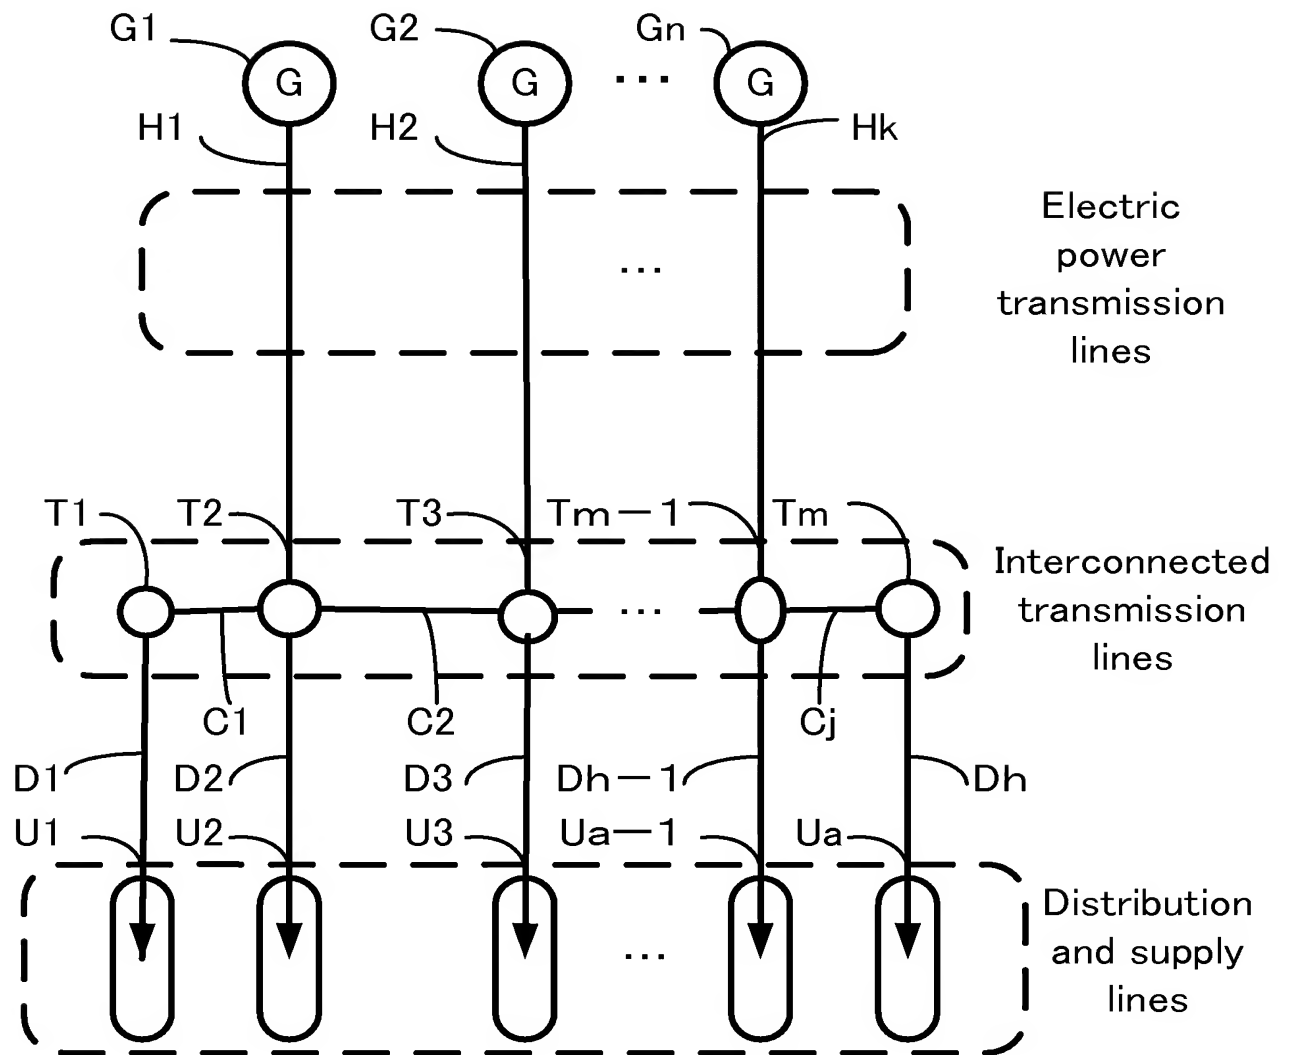 G1 G2 Gn
G G … G
H1 H2 Hk
Electric
power
…
transmission
lines
T1 T2 T3 Tm−1 Tm
Interconnected
… transmission
lines
C1 C2 Cj
D1 D2 D3 Dh−1 Dh
U1 U2 U3 Ua−1 Ua
Distribution
… and supply
lines